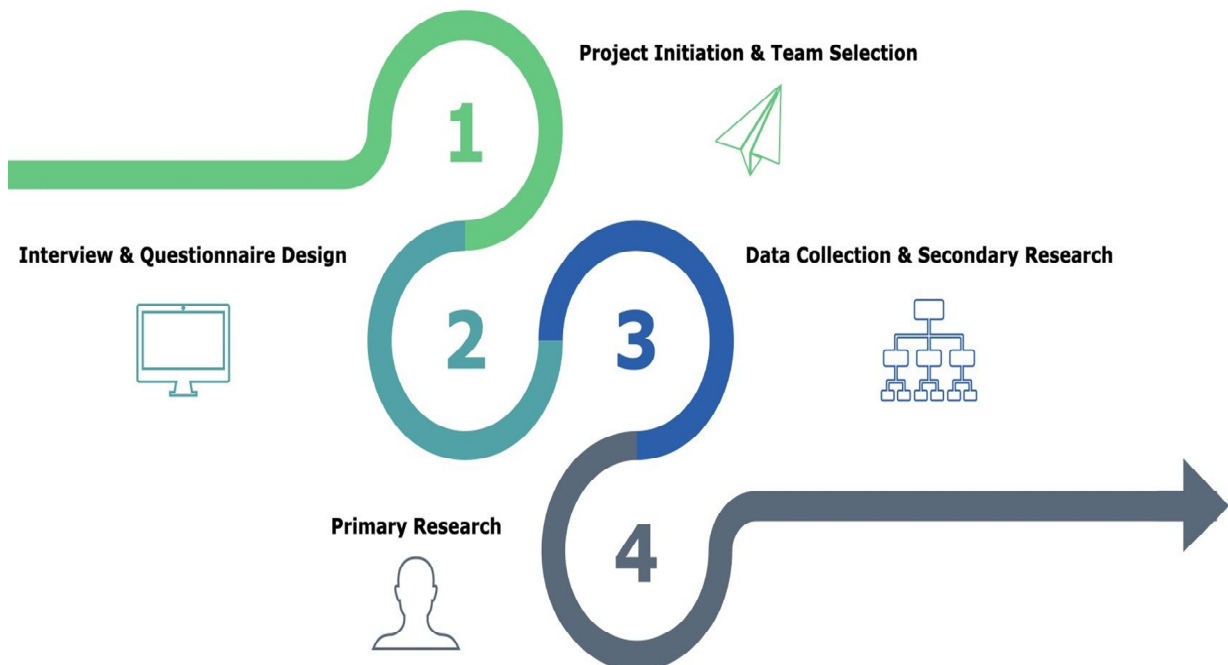 1
Project Initiation & Team Selection
2
Interview & Questionnaire Design
3
Data Collection & Secondary Research
4
Primary Research